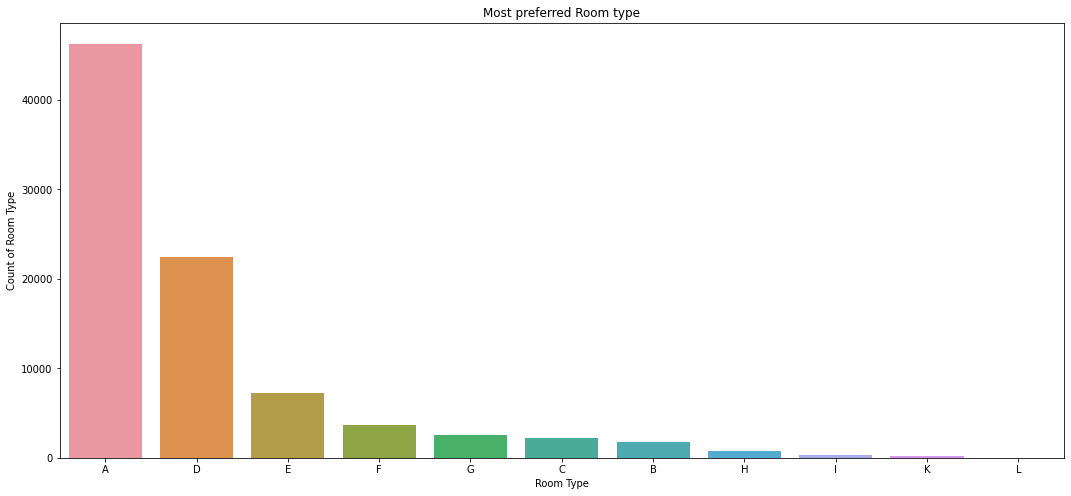 Most preferred Room type
Count of Room Type
40000
30000
20000
10000
0
A D E F G C B H I K L
Room Type